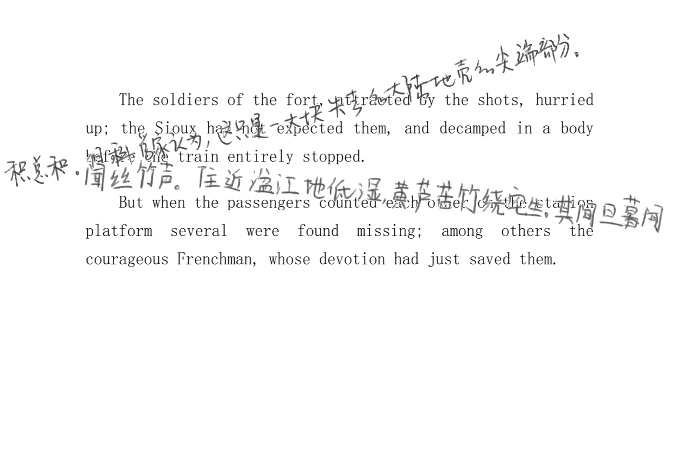 The soldiers of the fort, attracted by the shots, hurried
up; the Sioux had not expected them, and decamped in a body
before the train entirely stopped.
But when the passengers counted each other on the station
platform several were found missing; among others the
courageous Frenchman, whose devotion had just saved them.
科学家认为，这只是一大块失去的大陆地壳的尖端部分。
积总和。
闻丝竹声。住近湓江地低湿，黄芦苦竹绕宅生。其间旦暮闻